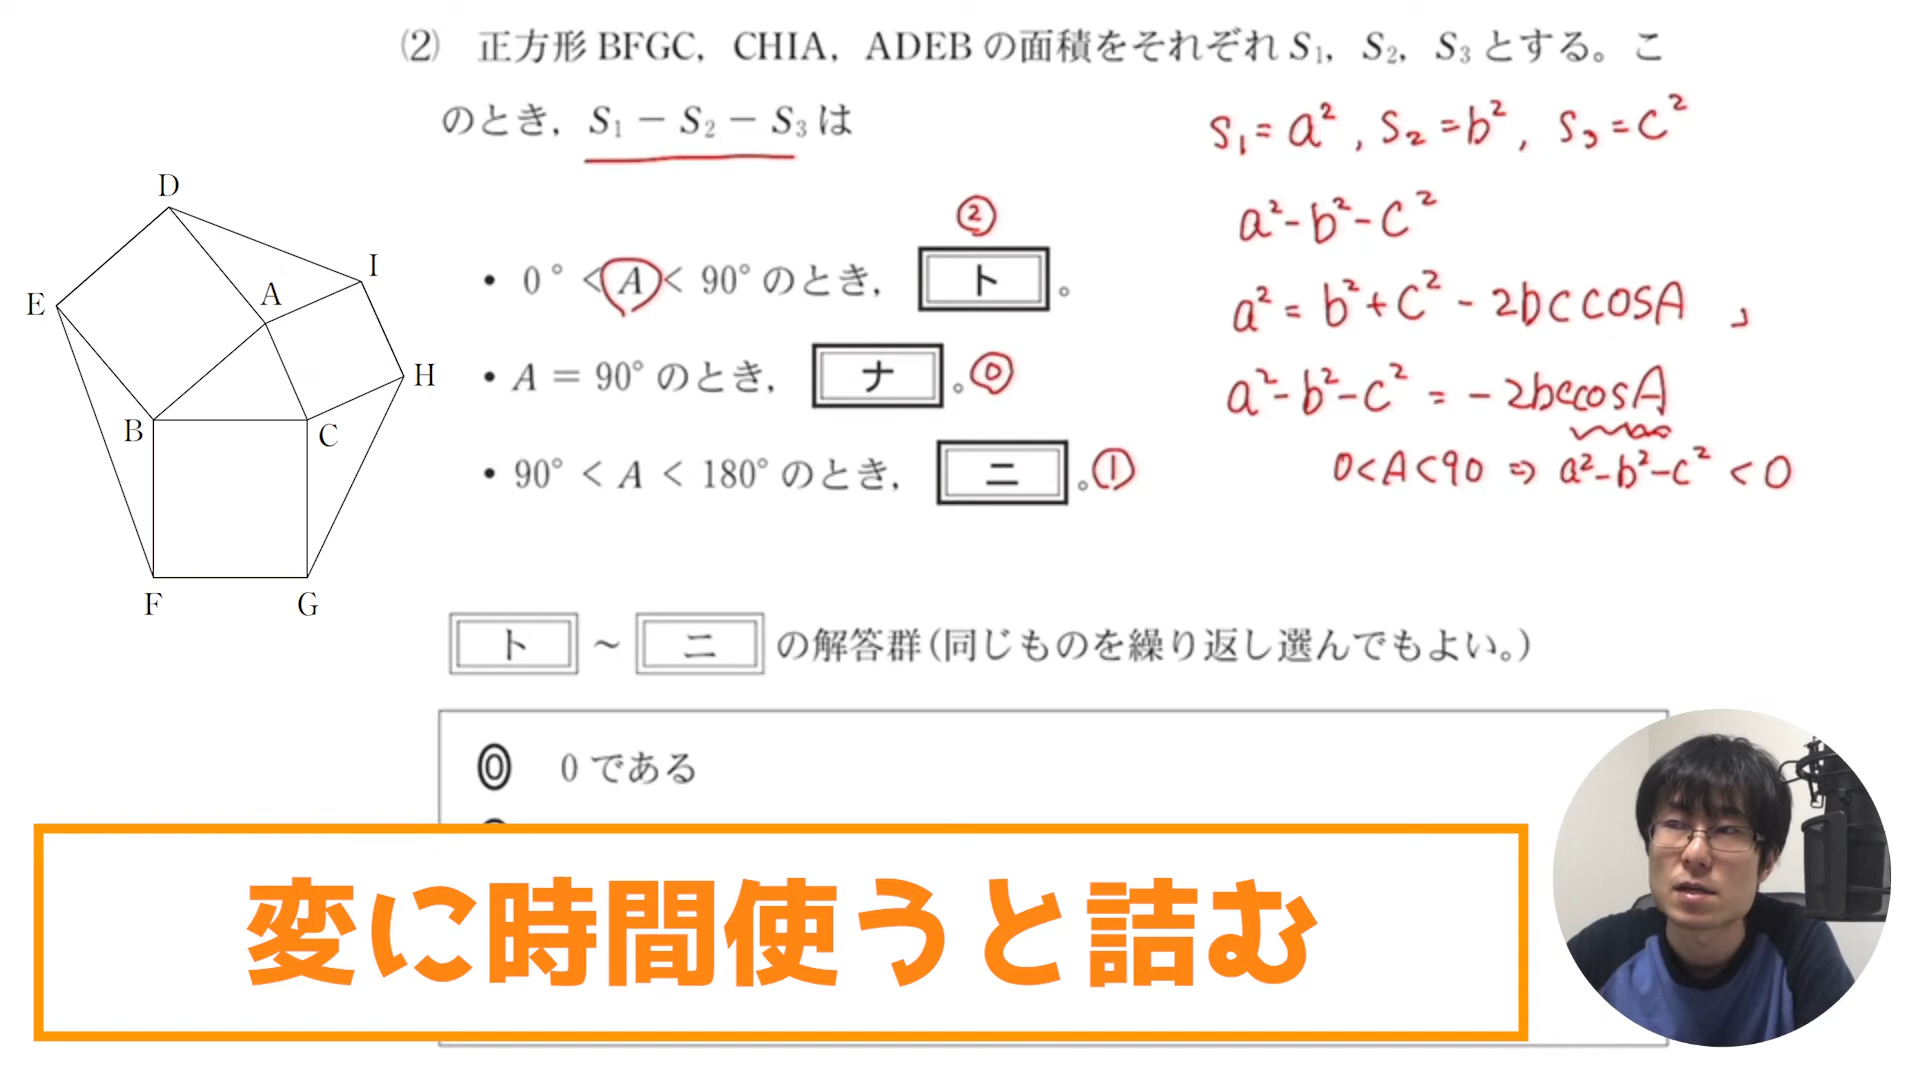 (2) 正方形 BFGC, CHIA, ADEB の面積をそれぞれ S₁, S₂, S₃ とする。こ
のとき, S₁ − S₂ − S₃ は
S₁ = a², S₂ = b², S₃ = c²
a² - b² - c²
②
• 0° < A < 90° のとき, ト 。
a² = b² + c² - 2bc cosA 」
• A = 90° のとき, ナ 。⓪
a² - b² - c² = -2bc cosA
• 90° < A < 180° のとき, ニ 。①
0<A<90 ⇒ a²-b²-c² < 0
D
I
A
E
H
B
C
F
G
ト ~ ニ の解答群(同じものを繰り返し選んでもよい。)
⓪ 0 である
変に時間使うと詰む